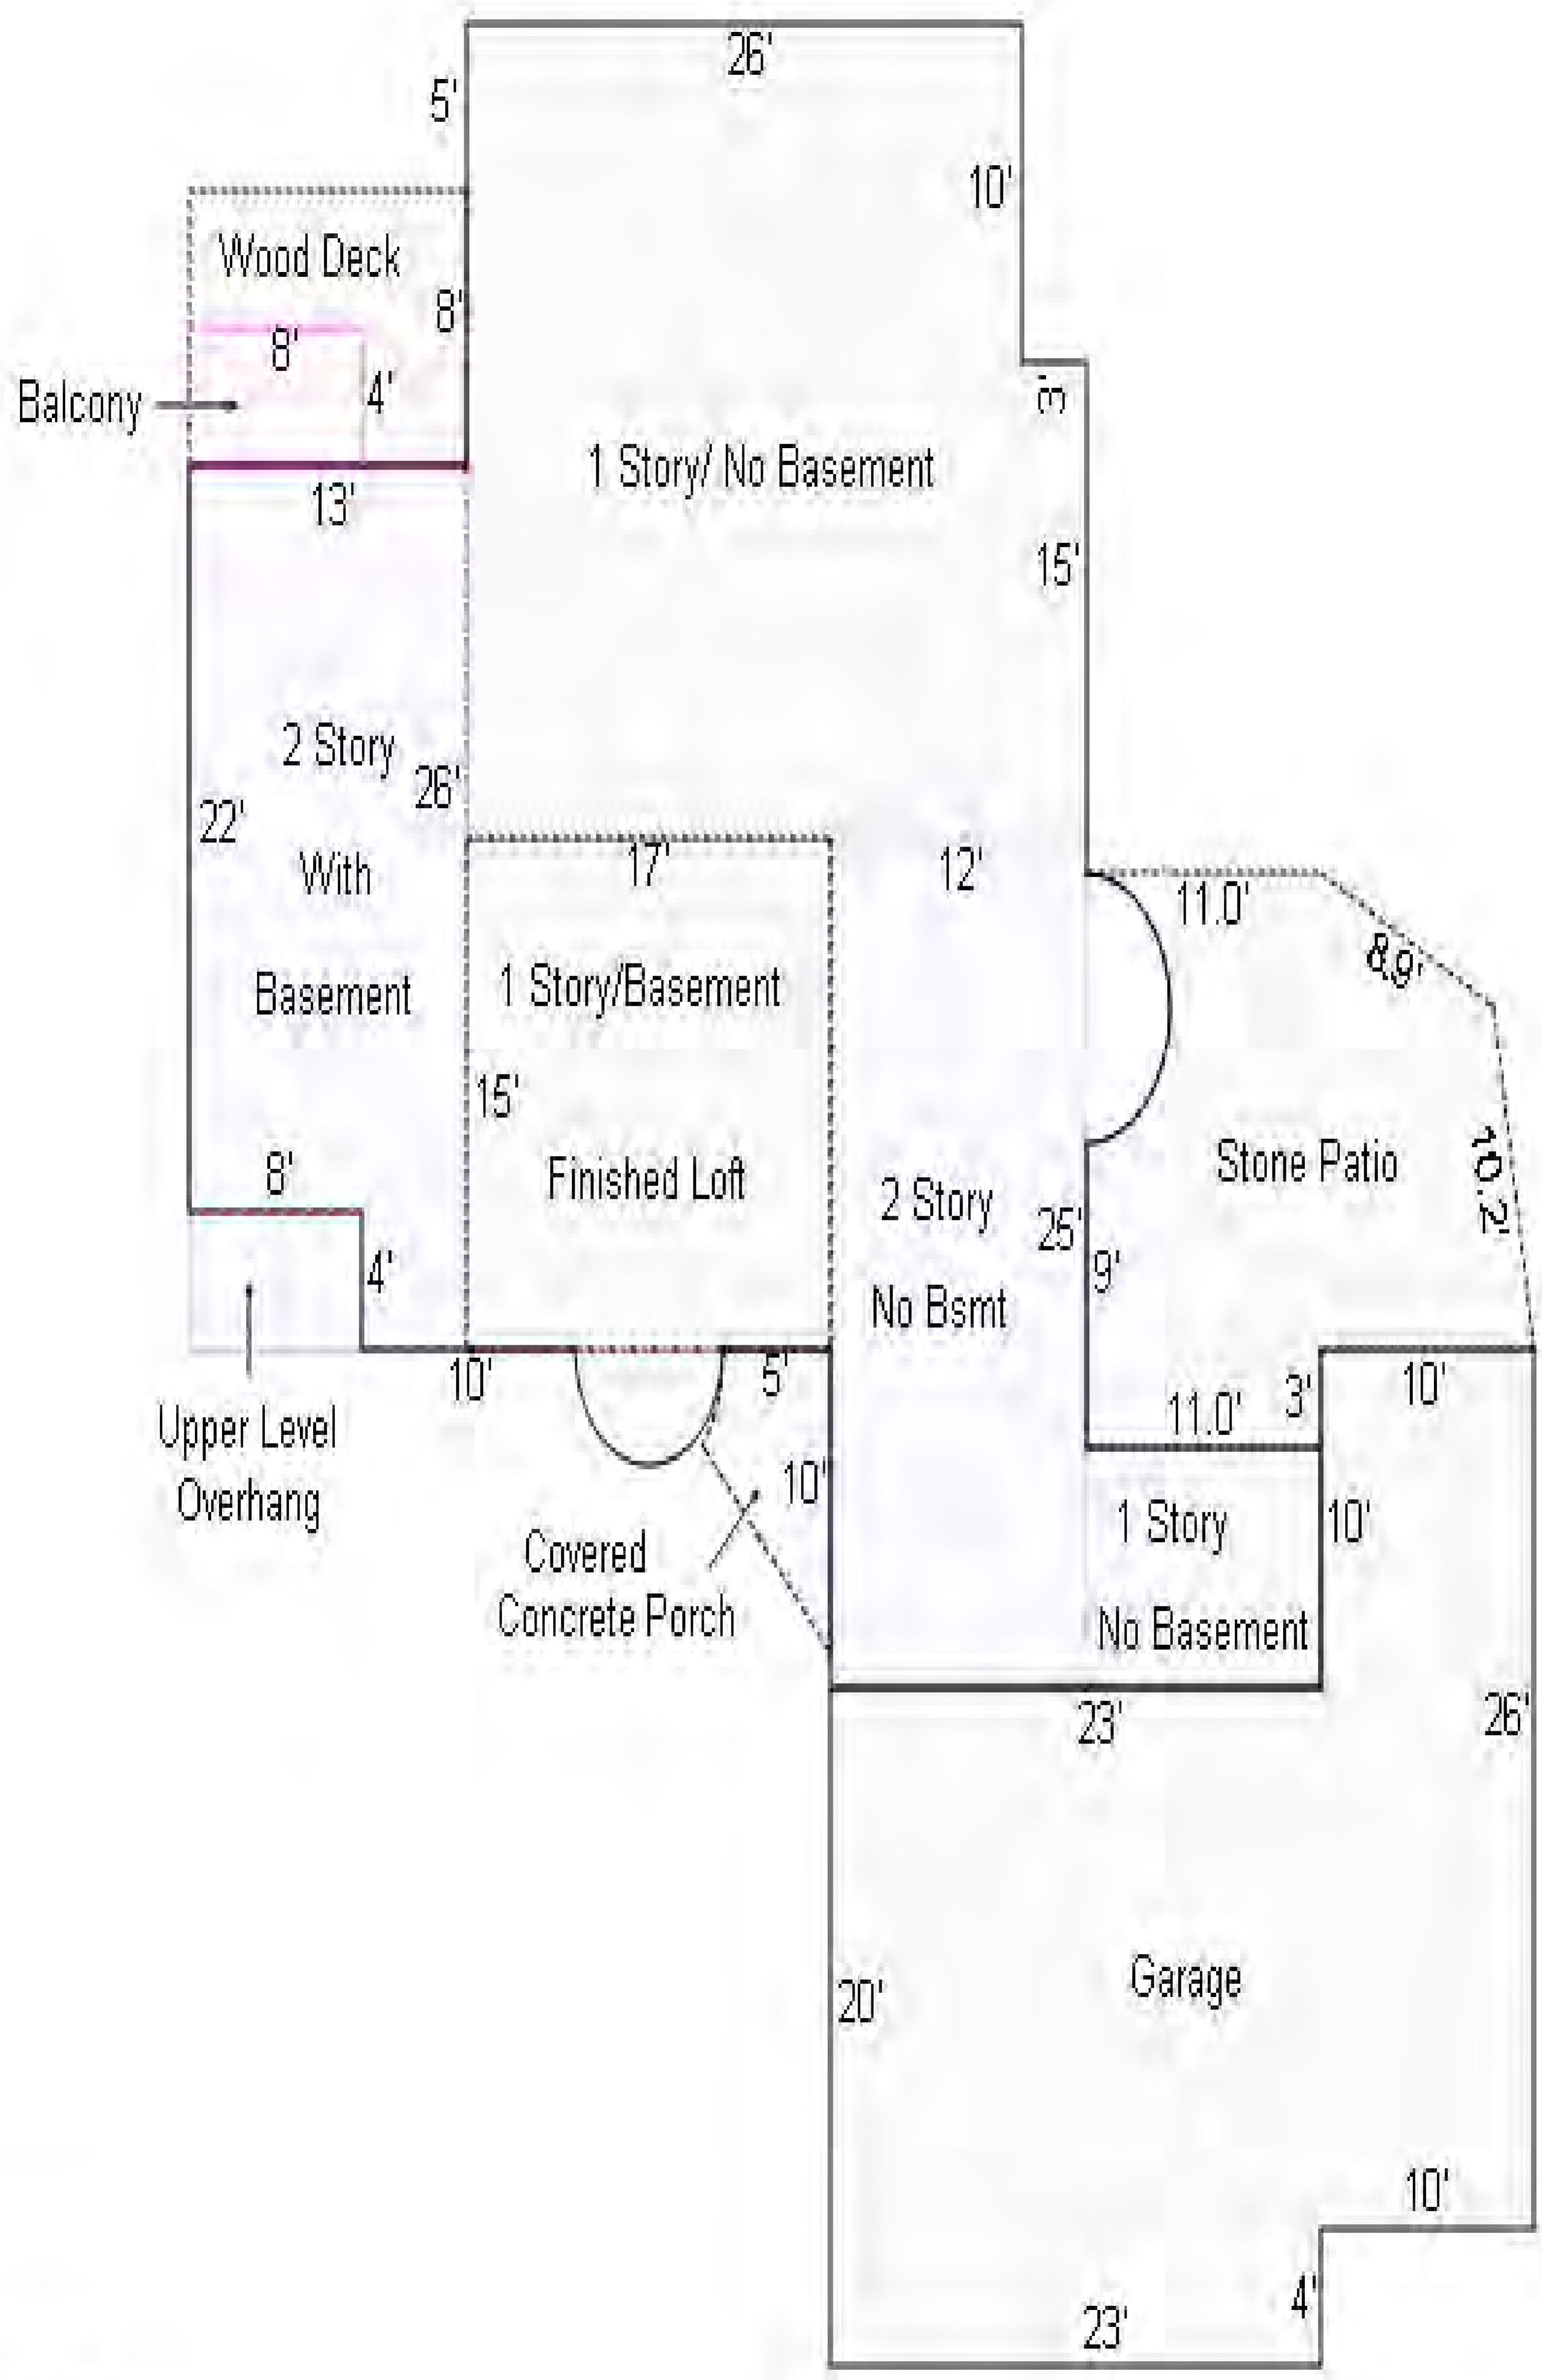 26'
5'
10'
Wood Deck
8'
8'
4'
Balcony
3'
13'
1 Story/ No Basement
15'
2 Story
26'
22'
With
Basement
17'
12'
11.0'
8.9'
1 Story/Basement
15'
Finished Loft
Stone Patio
10.2'
8'
4'
2 Story
25'
9'
No Bsmt
10'
5'
3'
10'
11.0'
Upper Level
Overhang
10'
Covered
Concrete Porch
1 Story
10'
No Basement
23'
26'
20'
Garage
10'
4'
23'